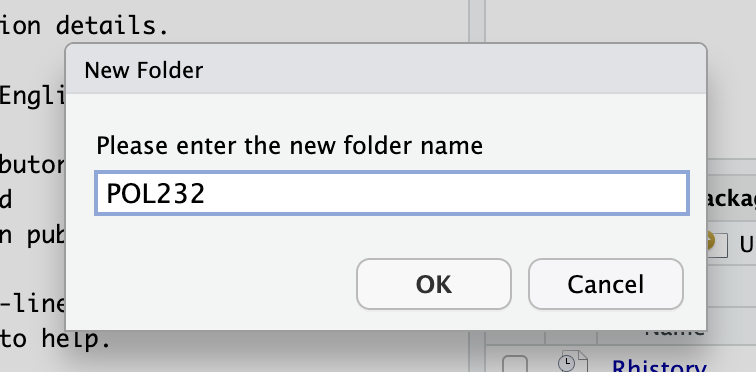 ion details.
New Folder
Engli
Please enter the new folder name
butor
POL232
d
acka
n pub
U
OK
Cancel
-line
to help.
Name
Rhistory